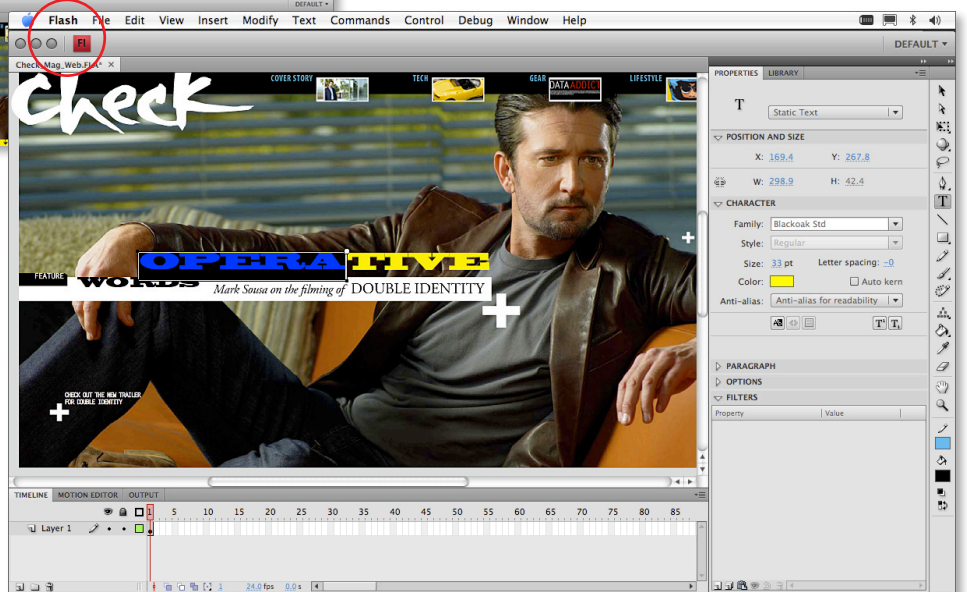 DEFAULT ▾
Flash File Edit View Insert Modify Text Commands Control Debug Window Help
Fl DEFAULT ▾
Check_Mag_Web.FLA* ×
Check
COVER STORY TECH GEAR LIFESTYLE
DATA ADDICT
OPERATIVE
FEATURE
WORDS Mark Sousa on the filming of DOUBLE IDENTITY
CHECK OUT THE NEW TRAILER
FOR DOUBLE IDENTITY
PROPERTIES LIBRARY
T Static Text
POSITION AND SIZE
X: 169.4 Y: 267.8
W: 298.9 H: 42.4
CHARACTER
Family: Blackoak Std
Style: Regular
Size: 33 pt Letter spacing: -0
Color: Auto kern
Anti-alias: Anti-alias for readability
T¹ T₁
PARAGRAPH
OPTIONS
FILTERS
Property Value
TIMELINE MOTION EDITOR OUTPUT
1 5 10 15 20 25 30 35 40 45 50 55 60 65 70 75 80 85
Layer 1
1 24.0 fps 0.0 s